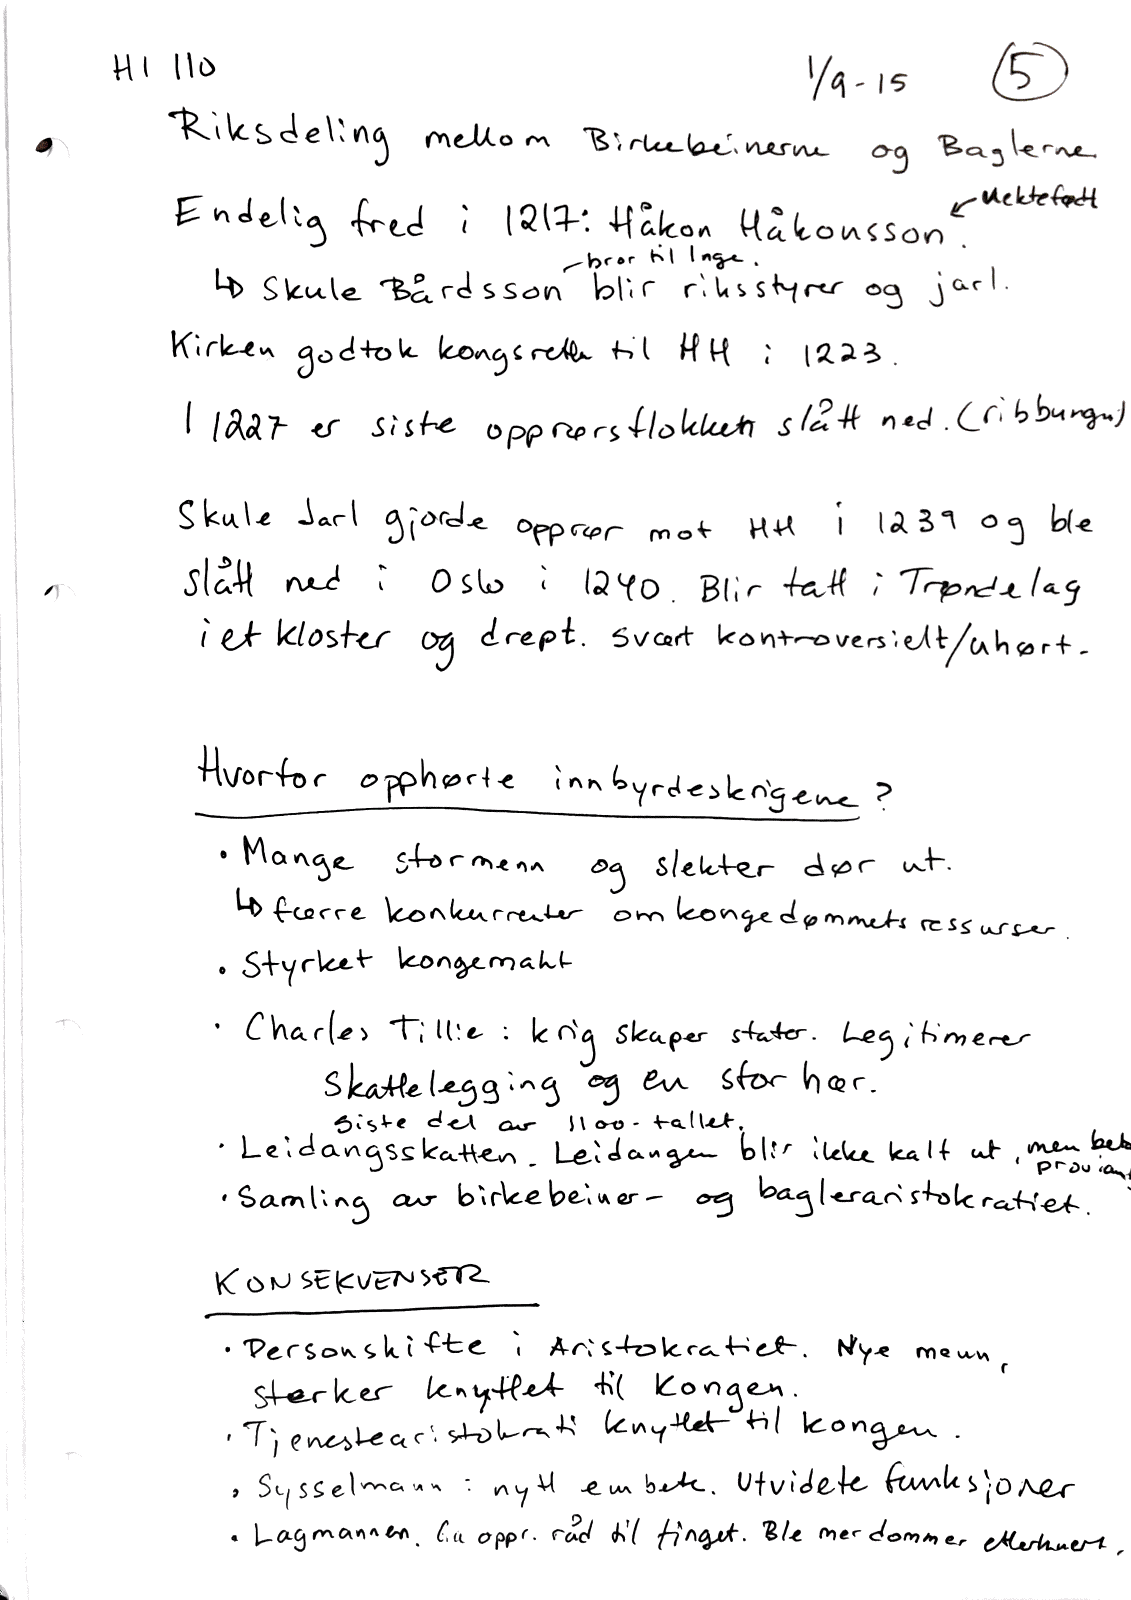 HI 110
1/9-15 5
Riksdeling mellom Birkebeinerne og Baglerne
Uektefødt
Endelig fred i 1217: Håkon Håkonsson.
bror til Inge.
↳ Skule Bårdsson blir riksstyrer og jarl.
Kirken godtok kongsretten til HH i 1223.
I 1227 er siste opprørsflokken slått ned. (ribbunger)
Skule Jarl gjorde opprør mot HH i 1239 og ble
slått ned i Oslo i 1240. Blir tatt i Trøndelag
i et kloster og drept. Svært kontroversielt/uhørt.
Hvorfor opphørte innbyrdeskrigene?
• Mange stormenn og slekter dør ut.
↳ færre konkurrenter om kongedømmets ressurser.
• Styrket kongemakt
• Charles Tillie: krig skaper stater. Legitimerer
Skattelegging og en stor hær.
Siste del av 1100-tallet.
• Leidangsskatten. Leidangen blir ikke kalt ut, men bet
proviant
• Samling av birkebeiner- og bagleraristokratiet.
KONSEKVENSER
• Personskifte i Aristokratiet. Nye menn,
sterker knyttet til Kongen.
• Tjenestearistokrati knyttet til kongen.
• Sysselmann: nytt embete. Utvidete funksjoner
• Lagmannen. oppr. råd til tinget. Ble mer dommer etterhvert.